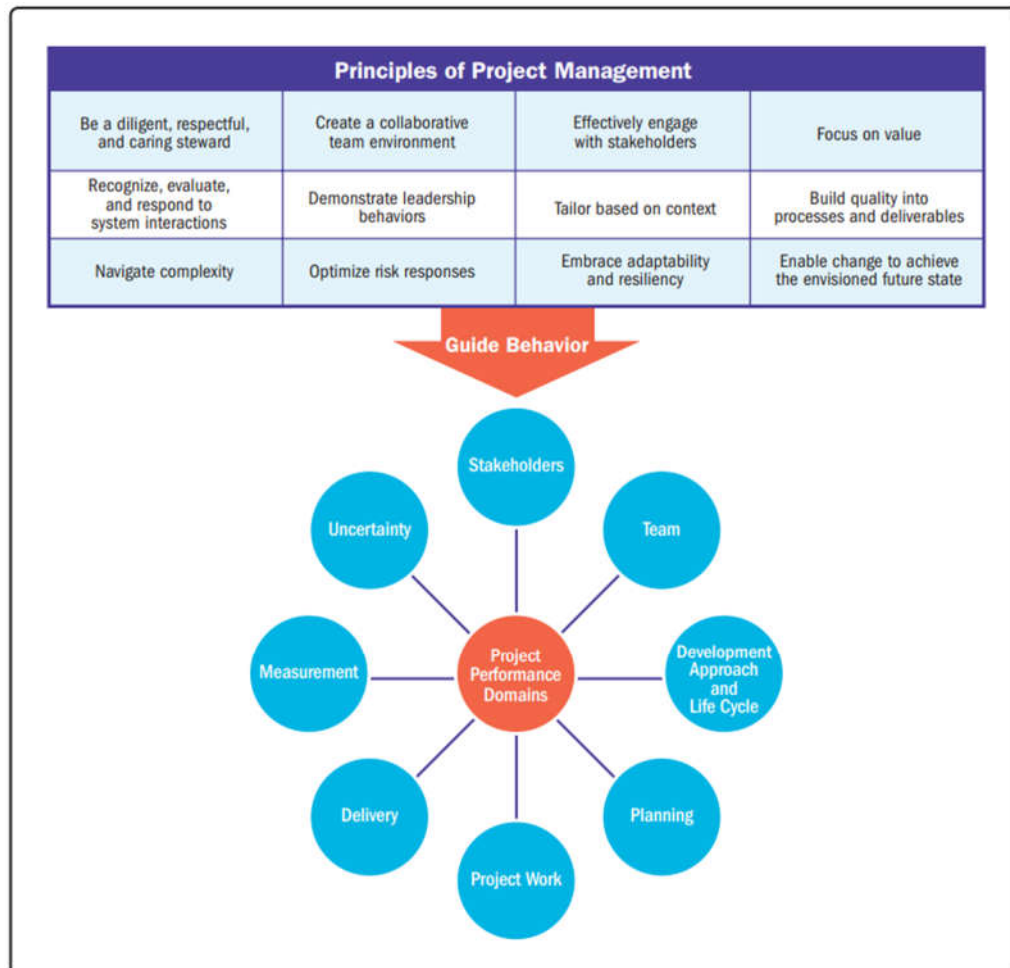 Principles of Project Management
Be a diligent, respectful,
and caring steward
Create a collaborative
team environment
Effectively engage
with stakeholders
Focus on value
Recognize, evaluate,
and respond to
system interactions
Demonstrate leadership
behaviors
Tailor based on context
Build quality into
processes and deliverables
Navigate complexity
Optimize risk responses
Embrace adaptability
and resiliency
Enable change to achieve
the envisioned future state
Guide Behavior
Stakeholders
Uncertainty
Team
Measurement
Project
Performance
Domains
Development
Approach
and
Life Cycle
Delivery
Planning
Project Work